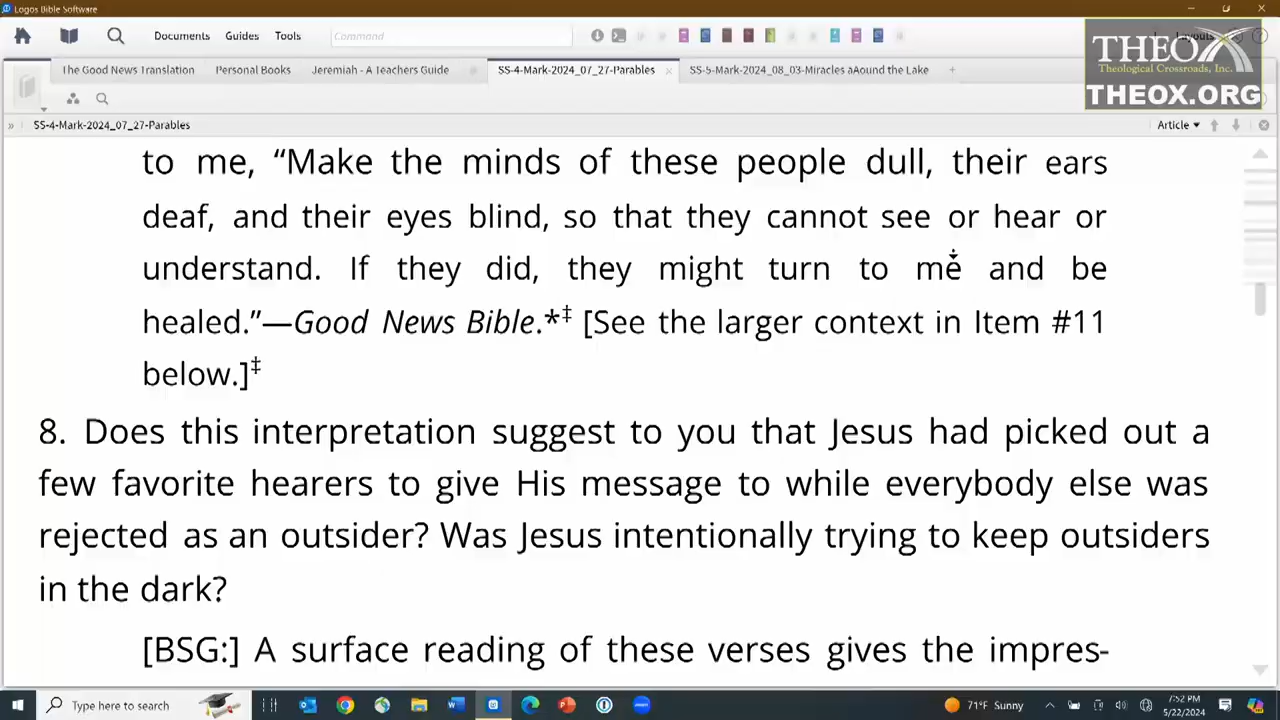 Logos Bible Software
Documents Guides Tools Command Layouts
THEOX
Theological Crossroads, Inc.
THEOX.ORG
The Good News Translation Personal Books Jeremiah - A Teachers SS-4-Mark-2024_07_27-Parables SS-5-Mark-2024_08_03-Miracles aAound the Lake
SS-4-Mark-2024_07_27-Parables Article
to me, “Make the minds of these people dull, their ears
deaf, and their eyes blind, so that they cannot see or hear or
understand. If they did, they might turn to me and be
healed.”—Good News Bible.*‡ [See the larger context in Item #11
below.]‡
8. Does this interpretation suggest to you that Jesus had picked out a
few favorite hearers to give His message to while everybody else was
rejected as an outsider? Was Jesus intentionally trying to keep outsiders
in the dark?
[BSG:] A surface reading of these verses gives the impres-
Type here to search 71°F Sunny 7:52 PM
5/22/2024